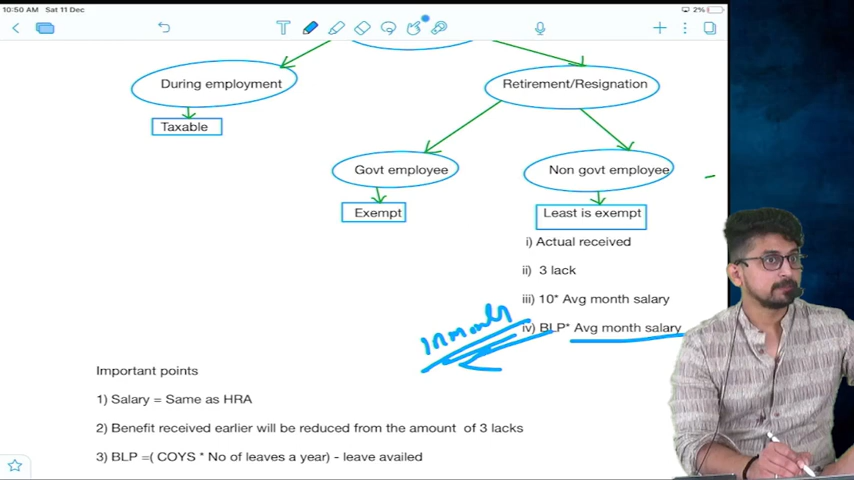 10:50 AM Sat 11 Dec
2%
During employment
Retirement/Resignation
Taxable
Govt employee
Non govt employee
Exempt
Least is exempt
i) Actual received
ii) 3 lack
iii) 10* Avg month salary
iv) BLP* Avg month salary
In months
Important points
1) Salary = Same as HRA
2) Benefit received earlier will be reduced from the amount of 3 lacks
3) BLP =( COYS * No of leaves a year) - leave availed